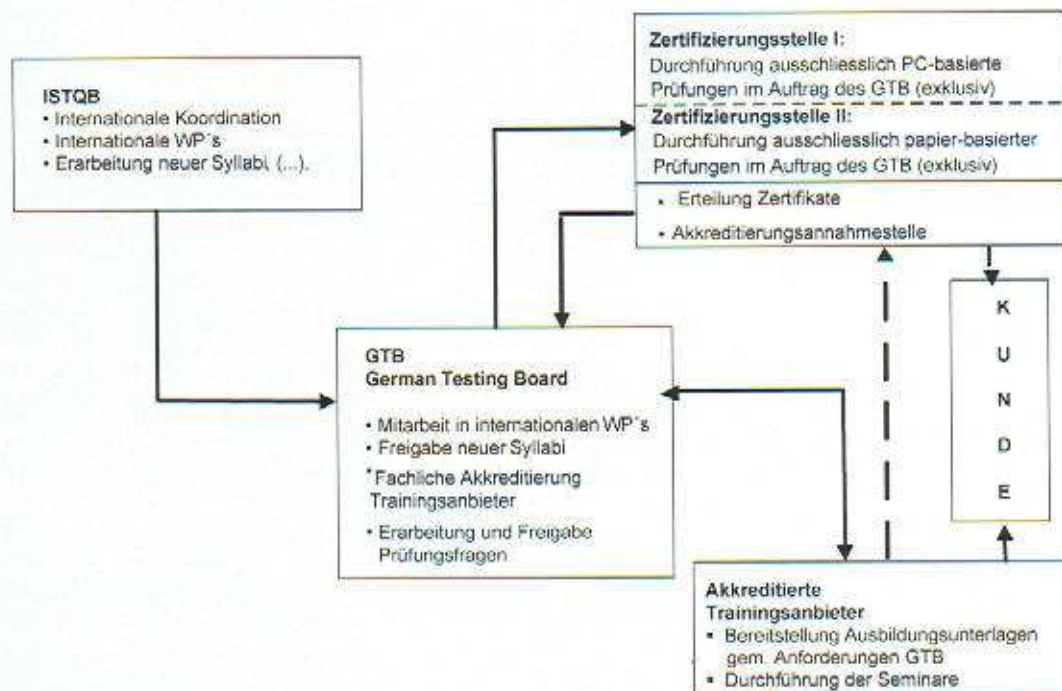 ISTQB
• Internationale Koordination
• Internationale WP´s
• Erarbeitung neuer Syllabi, (...).
Zertifizierungsstelle I:
Durchführung ausschliesslich PC-basierte
Prüfungen im Auftrag des GTB (exklusiv)
Zertifizierungsstelle II:
Durchführung ausschliesslich papier-basierter
Prüfungen im Auftrag des GTB (exklusiv)
• Erteilung Zertifikate
• Akkreditierungsannahmestelle
GTB
German Testing Board
• Mitarbeit in internationalen WP´s
• Freigabe neuer Syllabi
* Fachliche Akkreditierung
Trainingsanbieter
• Erarbeitung und Freigabe
Prüfungsfragen
K
U
N
D
E
Akkreditierte
Trainingsanbieter
▪ Bereitstellung Ausbildungsunterlagen
gem. Anforderungen GTB
▪ Durchführung der Seminare